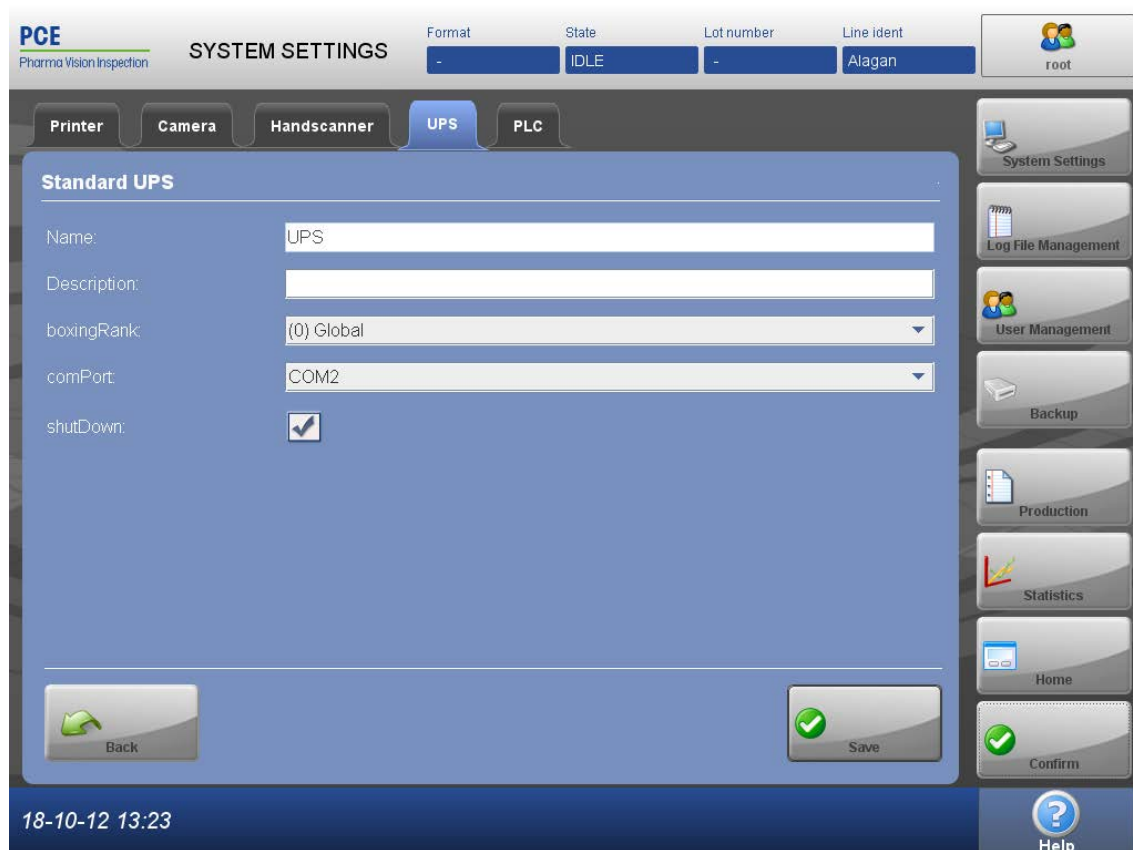 PCE
Pharma Vision Inspection
SYSTEM SETTINGS
Format
-
State
IDLE
Lot number
-
Line ident
Alagan
root
Printer
Camera
Handscanner
UPS
PLC
Standard UPS
Name:
UPS
Description:
boxingRank:
(0) Global
comPort:
COM2
shutDown:
Back
Save
System Settings
Log File Management
User Management
Backup
Production
Statistics
Home
Confirm
18-10-12 13:23
Help